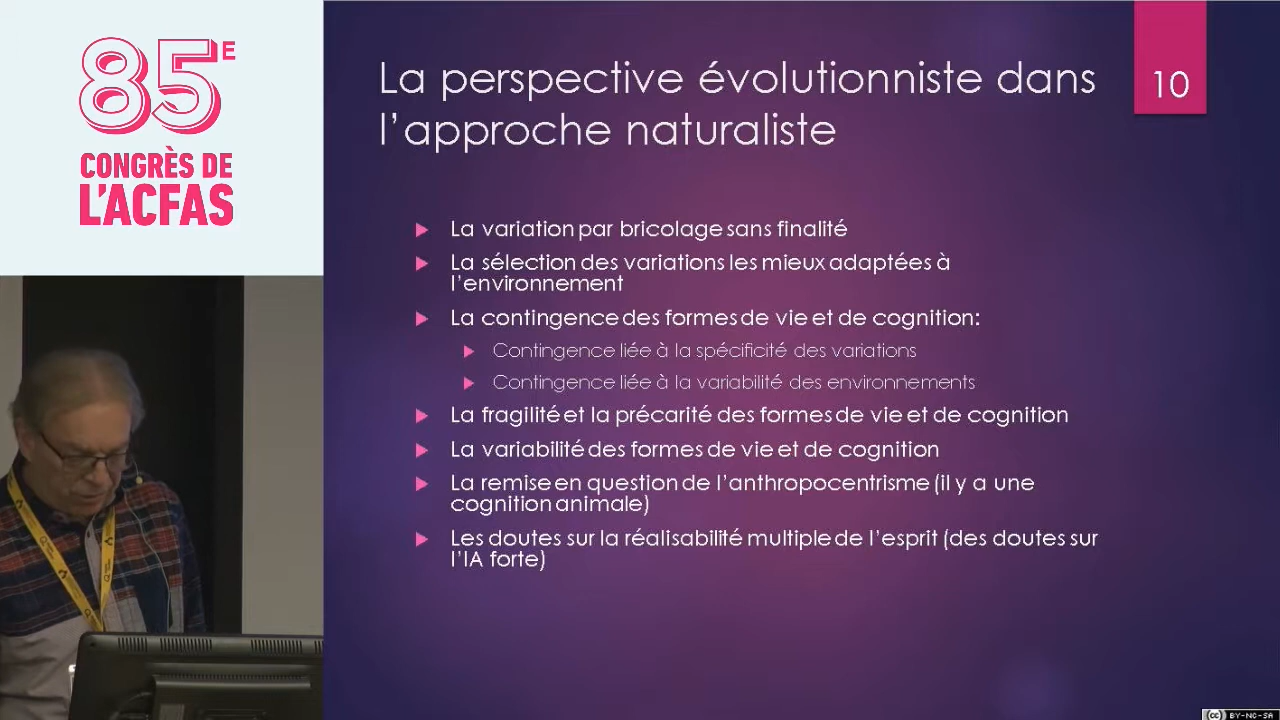 85E
CONGRÈS DE
L'ACFAS
La perspective évolutionniste dans
l'approche naturaliste
10
La variation par bricolage sans finalité
La sélection des variations les mieux adaptées à
l'environnement
La contingence des formes de vie et de cognition:
Contingence liée à la spécificité des variations
Contingence liée à la variabilité des environnements
La fragilité et la précarité des formes de vie et de cognition
La variabilité des formes de vie et de cognition
La remise en question de l'anthropocentrisme (il y a une
cognition animale)
Les doutes sur la réalisabilité multiple de l'esprit (des doutes sur
l'IA forte)
cc BY-NC-SA